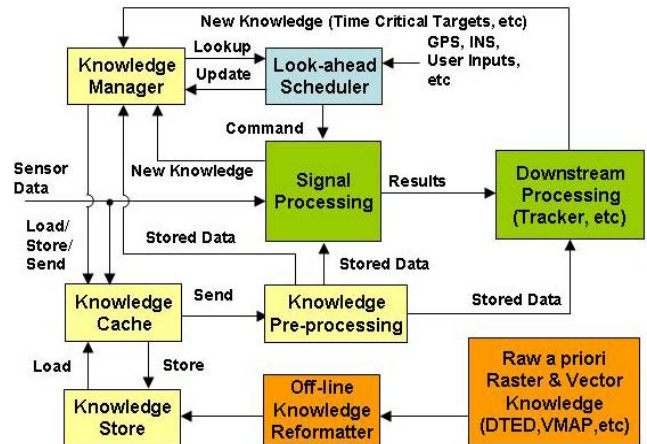 New Knowledge (Time Critical Targets, etc)
Knowledge
Manager
Lookup
Update
Look-ahead
Scheduler
GPS, INS,
User Inputs,
etc
Command
New Knowledge
Sensor
Data
Signal
Processing
Results
Downstream
Processing
(Tracker, etc)
Load/
Store/
Send
Stored Data
Stored Data
Stored Data
Knowledge
Cache
Send
Knowledge
Pre-processing
Load
Store
Knowledge
Store
Off-line
Knowledge
Reformatter
Raw a priori
Raster & Vector
Knowledge
(DTED,VMAP,etc)